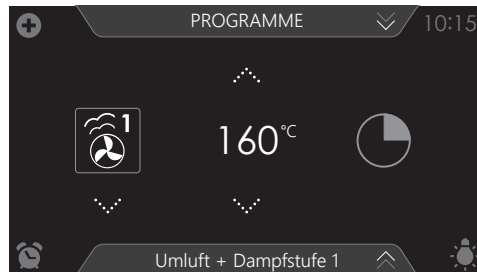 PROGRAMME
10:15
1
160°C
Umluft + Dampfstufe 1